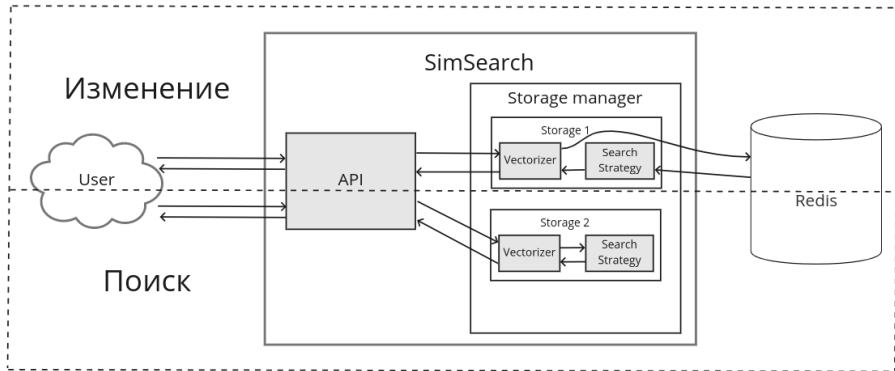 SimSearch
Изменение
Storage manager
Storage 1
Vectorizer
Search
Strategy
User
API
Redis
Storage 2
Vectorizer
Search
Strategy
Поиск